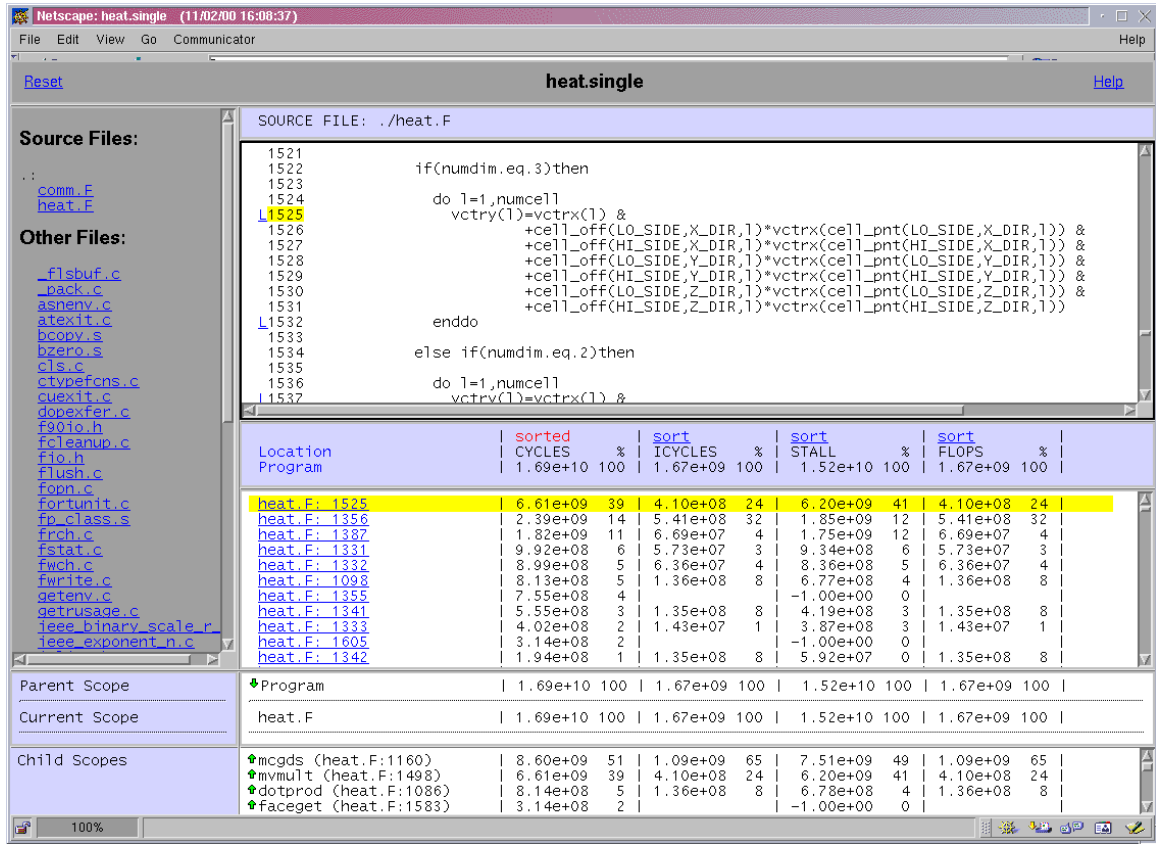 Netscape: heat.single (11/02/00 16:08:37)
File Edit View Go Communicator Help
Reset heat.single Help
Source Files:
.:
comm.F
heat.F
Other Files:
_flsbuf.c
_pack.c
asnenv.c
atexit.c
bcopy.s
bzero.s
cls.c
ctypefcns.c
cuexit.c
dopexfer.c
f90io.h
fcleanup.c
fio.h
flush.c
fopn.c
fortunit.c
fp_class.s
frch.c
fstat.c
fwch.c
fwrite.c
getenv.c
getrusage.c
ieee_binary_scale_r_
ieee_exponent_n.c
SOURCE FILE: ./heat.F
1521
1522 if(numdim.eq.3)then
1523
1524 do l=1,numcell
L1525 vctry(l)=vctrx(l) &
1526 +cell_off(LO_SIDE,X_DIR,l)*vctrx(cell_pnt(LO_SIDE,X_DIR,l)) &
1527 +cell_off(HI_SIDE,X_DIR,l)*vctrx(cell_pnt(HI_SIDE,X_DIR,l)) &
1528 +cell_off(LO_SIDE,Y_DIR,l)*vctrx(cell_pnt(LO_SIDE,Y_DIR,l)) &
1529 +cell_off(HI_SIDE,Y_DIR,l)*vctrx(cell_pnt(HI_SIDE,Y_DIR,l)) &
1530 +cell_off(LO_SIDE,Z_DIR,l)*vctrx(cell_pnt(LO_SIDE,Z_DIR,l)) &
1531 +cell_off(HI_SIDE,Z_DIR,l)*vctrx(cell_pnt(HI_SIDE,Z_DIR,l))
L1532 enddo
1533
1534 else if(numdim.eq.2)then
1535
1536 do l=1,numcell
L1537 vctry(l)=vctrx(l) &
| sorted | sort | sort | sort |
Location | CYCLES % | ICYCLES % | STALL % | FLOPS % |
Program | 1.69e+10 100 | 1.67e+09 100 | 1.52e+10 100 | 1.67e+09 100 |
heat.F: 1525 | 6.61e+09 39 | 4.10e+08 24 | 6.20e+09 41 | 4.10e+08 24 |
heat.F: 1356 | 2.39e+09 14 | 5.41e+08 32 | 1.85e+09 12 | 5.41e+08 32 |
heat.F: 1387 | 1.82e+09 11 | 6.69e+07 4 | 1.75e+09 12 | 6.69e+07 4 |
heat.F: 1331 | 9.92e+08 6 | 5.73e+07 3 | 9.34e+08 6 | 5.73e+07 3 |
heat.F: 1332 | 8.99e+08 5 | 6.36e+07 4 | 8.36e+08 5 | 6.36e+07 4 |
heat.F: 1098 | 8.13e+08 5 | 1.36e+08 8 | 6.77e+08 4 | 1.36e+08 8 |
heat.F: 1355 | 7.55e+08 4 | | -1.00e+00 0 | |
heat.F: 1341 | 5.55e+08 3 | 1.35e+08 8 | 4.19e+08 3 | 1.35e+08 8 |
heat.F: 1333 | 4.02e+08 2 | 1.43e+07 1 | 3.87e+08 3 | 1.43e+07 1 |
heat.F: 1605 | 3.14e+08 2 | | -1.00e+00 0 | |
heat.F: 1342 | 1.94e+08 1 | 1.35e+08 8 | 5.92e+07 0 | 1.35e+08 8 |
Parent Scope Program | 1.69e+10 100 | 1.67e+09 100 | 1.52e+10 100 | 1.67e+09 100 |
Current Scope heat.F | 1.69e+10 100 | 1.67e+09 100 | 1.52e+10 100 | 1.67e+09 100 |
Child Scopes mcgds (heat.F:1160) | 8.60e+09 51 | 1.09e+09 65 | 7.51e+09 49 | 1.09e+09 65 |
mvmult (heat.F:1498) | 6.61e+09 39 | 4.10e+08 24 | 6.20e+09 41 | 4.10e+08 24 |
dotprod (heat.F:1086) | 8.14e+08 5 | 1.36e+08 8 | 6.78e+08 4 | 1.36e+08 8 |
faceget (heat.F:1583) | 3.14e+08 2 | | -1.00e+00 0 | |
100%